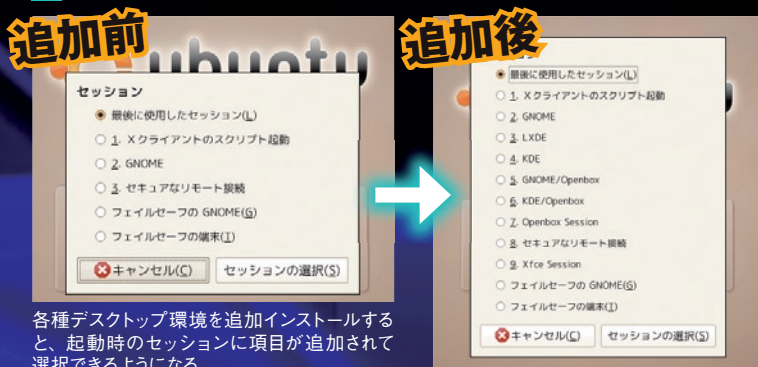 追加前
ubuntu
セッション
最後に使用したセッション(L)
1. Xクライアントのスクリプト起動
2. GNOME
3. セキュアなリモート接続
フェイルセーフの GNOME(G)
フェイルセーフの端末(T)
キャンセル(C) セッションの選択(S)
各種デスクトップ環境を追加インストールする
と、起動時のセッションに項目が追加されて
選択できるようになる
追加後
最後に使用したセッション(L)
1. Xクライアントのスクリプト起動
2. GNOME
3. LXDE
4. KDE
5. GNOME/Openbox
6. KDE/Openbox
7. Openbox Session
8. セキュアなリモート接続
9. Xfce Session
フェイルセーフの GNOME(G)
フェイルセーフの端末(T)
キャンセル(C) セッションの選択(S)